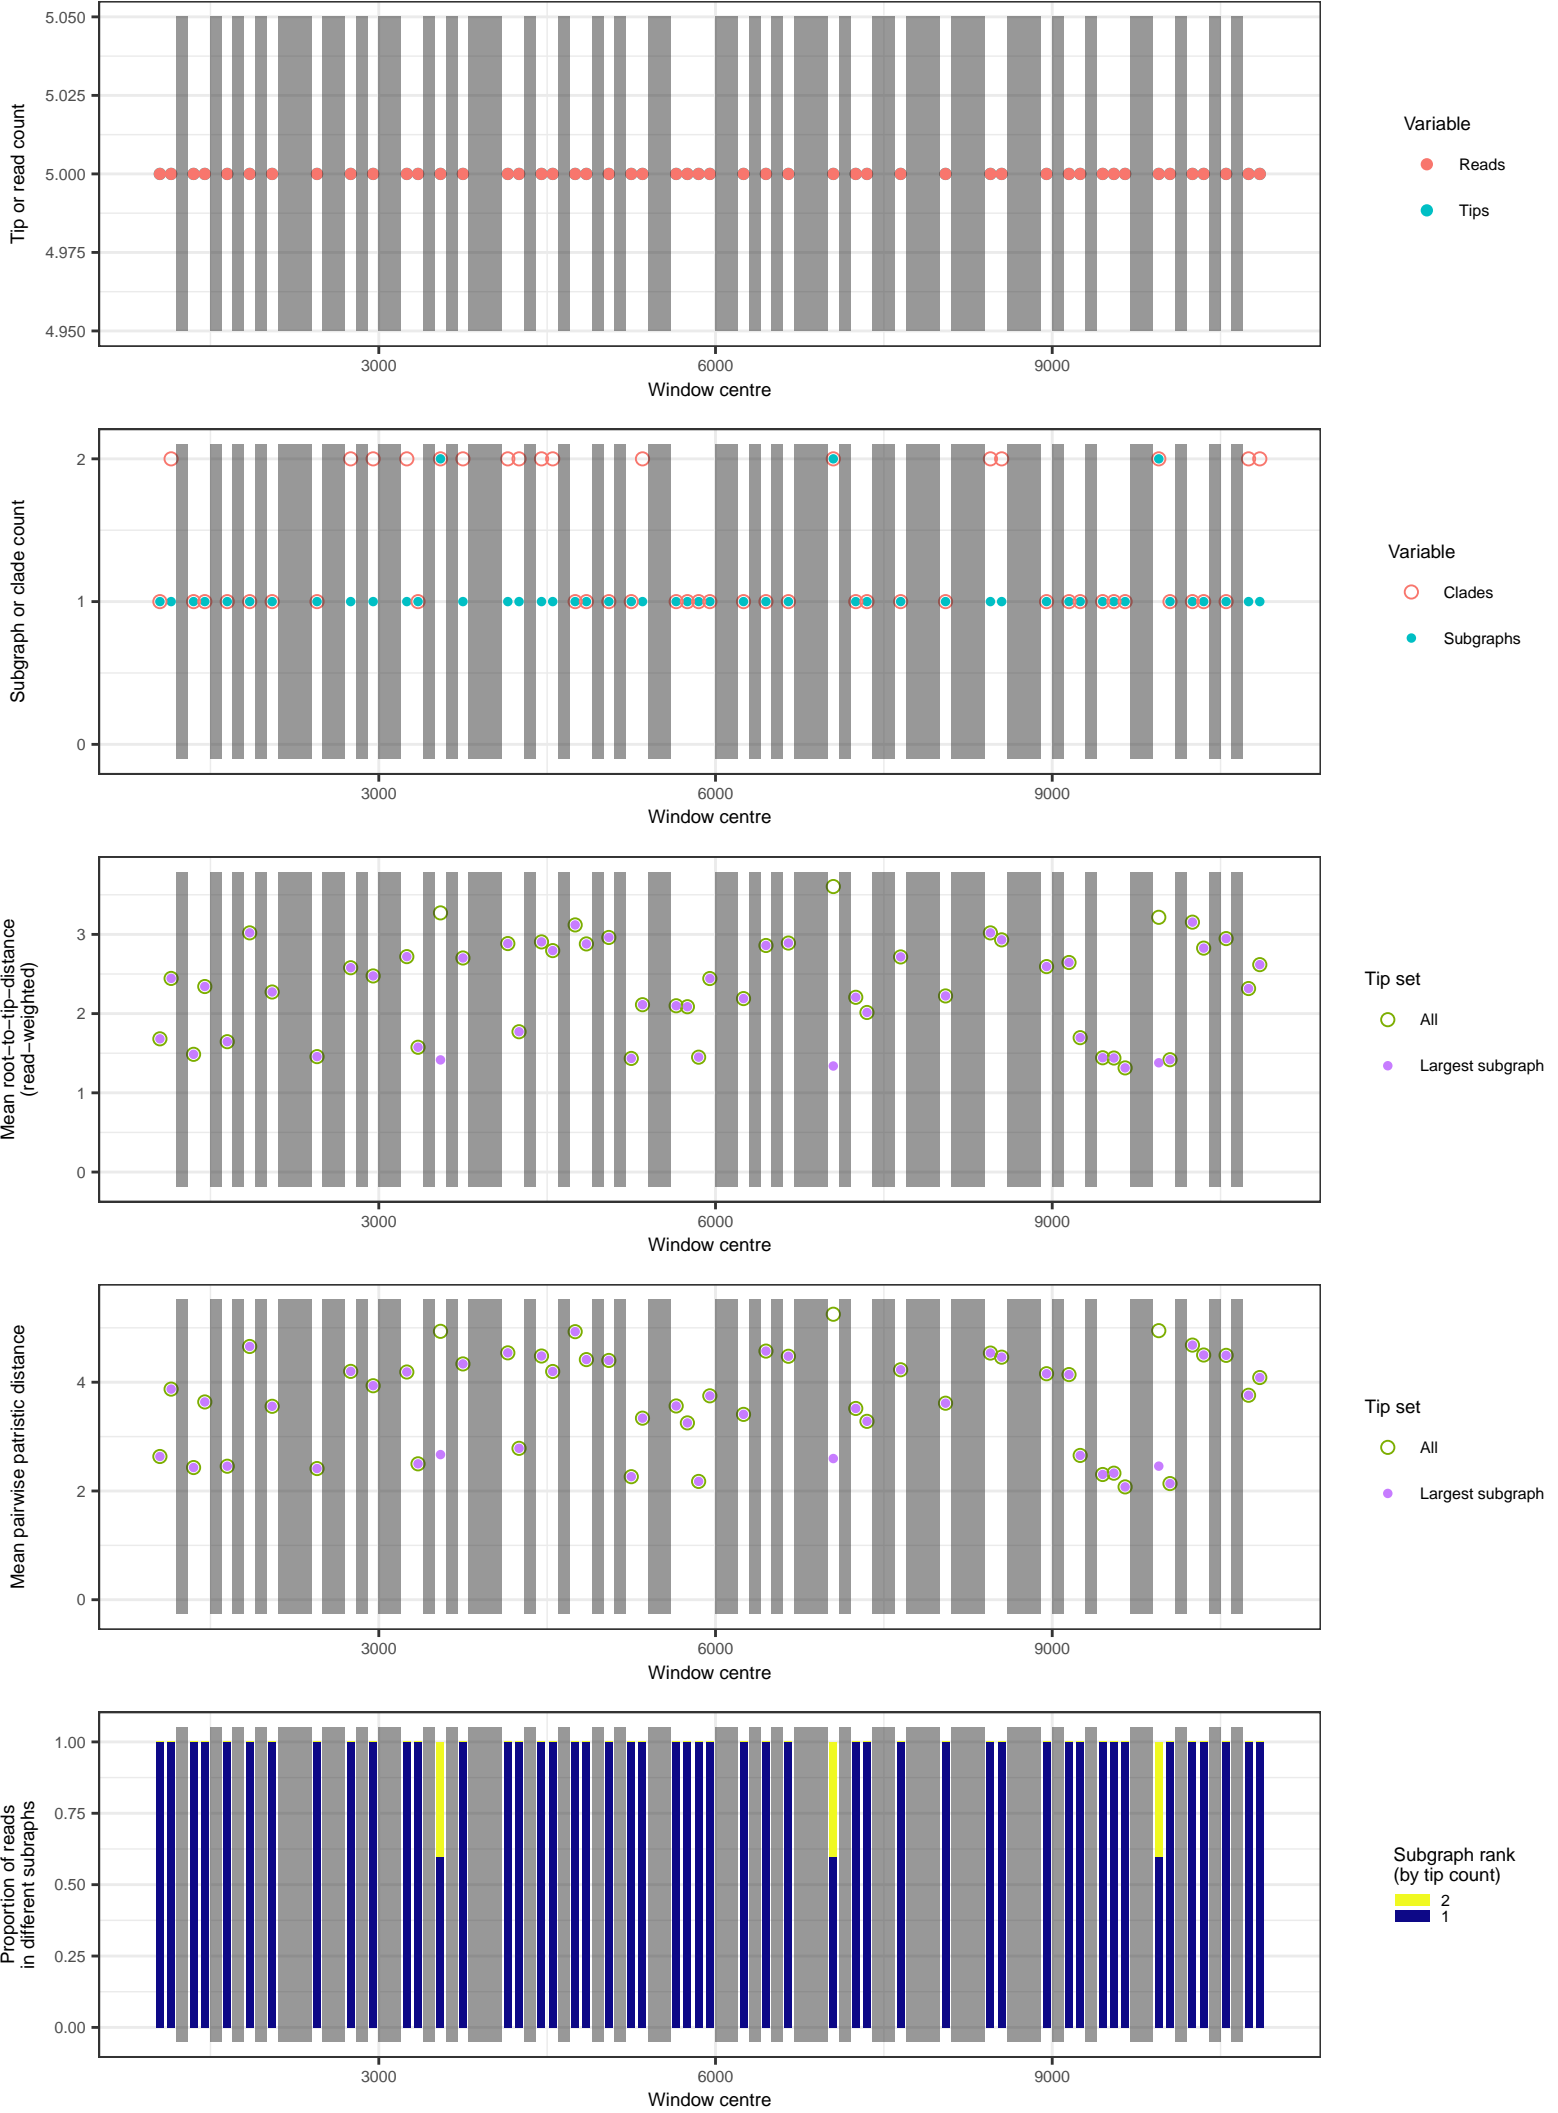 5.050
5.025
5.000
4.975
4.950
Tip or read count
3000
6000
9000
Window centre
Variable
Reads
Tips
2
1
0
Subgraph or clade count
3000
6000
9000
Window centre
Variable
Clades
Subgraphs
3
2
1
0
Mean root−to−tip−distance
(read−weighted)
3000
6000
9000
Window centre
Tip set
All
Largest subgraph
4
2
0
Mean pairwise patristic distance
3000
6000
9000
Window centre
Tip set
All
Largest subgraph
1.00
0.75
0.50
0.25
0.00
Proportion of reads
in different subraphs
3000
6000
9000
Window centre
Subgraph rank
(by tip count)
2
1